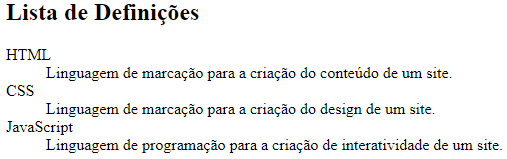 Lista de Definições
HTML
Linguagem de marcação para a criação do conteúdo de um site.
CSS
Linguagem de marcação para a criação do design de um site.
JavaScript
Linguagem de programação para a criação de interatividade de um site.